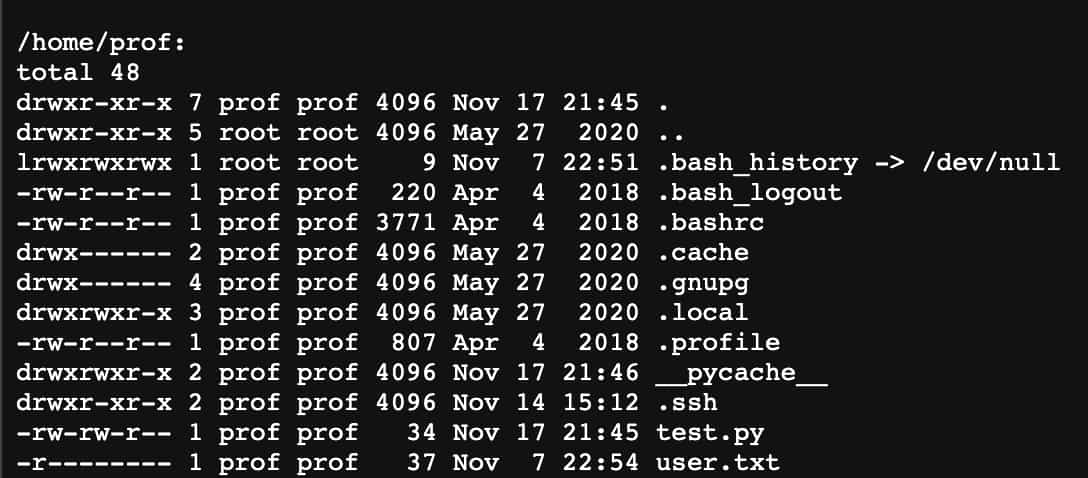 /home/prof:
total 48
drwxr-xr-x 7 prof prof 4096 Nov 17 21:45 .
drwxr-xr-x 5 root root 4096 May 27  2020 ..
lrwxrwxrwx 1 root root    9 Nov  7 22:51 .bash_history -> /dev/null
-rw-r--r-- 1 prof prof  220 Apr  4  2018 .bash_logout
-rw-r--r-- 1 prof prof 3771 Apr  4  2018 .bashrc
drwx------ 2 prof prof 4096 May 27  2020 .cache
drwx------ 4 prof prof 4096 May 27  2020 .gnupg
drwxrwxr-x 3 prof prof 4096 May 27  2020 .local
-rw-r--r-- 1 prof prof  807 Apr  4  2018 .profile
drwxrwxr-x 2 prof prof 4096 Nov 17 21:46 __pycache__
drwxr-xr-x 2 prof prof 4096 Nov 14 15:12 .ssh
-rw-rw-r-- 1 prof prof   34 Nov 17 21:45 test.py
-r-------- 1 prof prof   37 Nov  7 22:54 user.txt